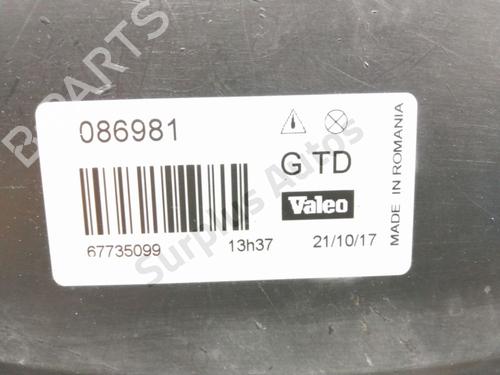 086981
G TD
Valeo
67735099 13h37 21/10/17
MADE IN ROMANIA
B PARTS
Surplus Autos